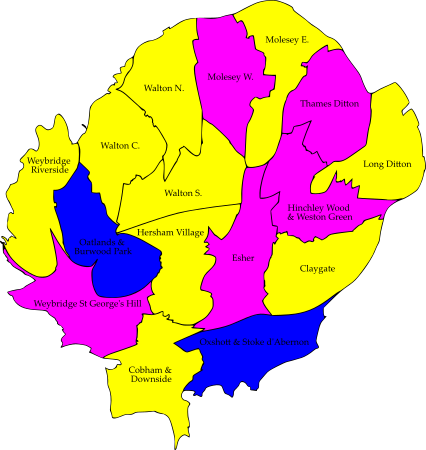 Molesey E.
Molesey W.
Walton N.
Thames Ditton
Walton C.
Weybridge
Riverside
Long Ditton
Walton S.
Hinchley Wood
& Weston Green
Hersham Village
Oatlands &
Burwood Park
Esher
Claygate
Weybridge St George's Hill
Oxshott & Stoke d'Abernon
Cobham &
Downside